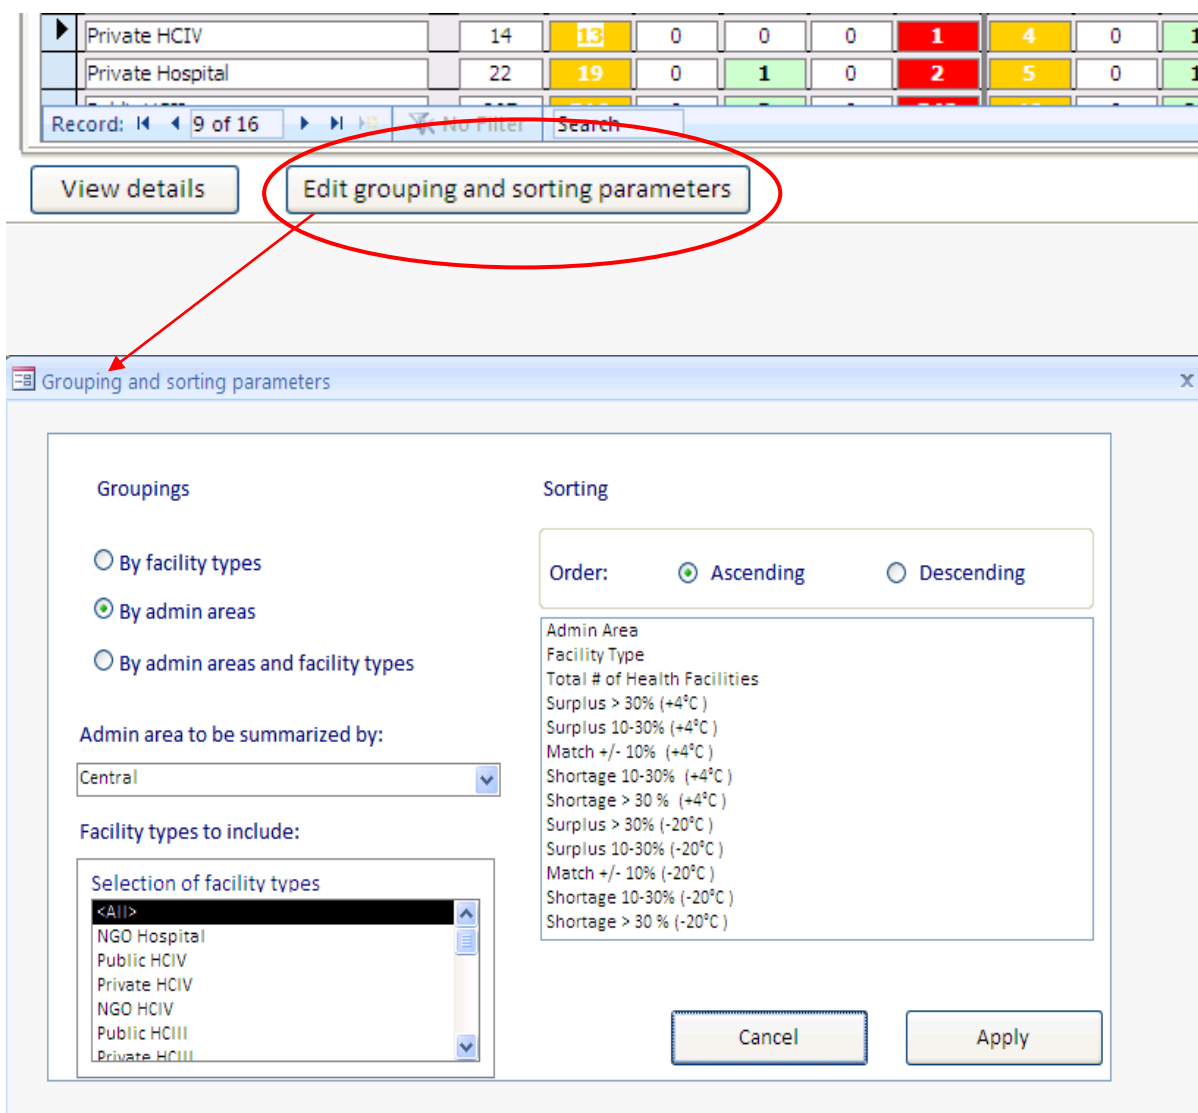 Private HCIV 14 13 0 0 0 1 4 0 1
Private Hospital 22 19 0 1 0 2 5 0 1
Record: 9 of 16 No Filter Search
View details Edit grouping and sorting parameters
Grouping and sorting parameters x
Groupings
By facility types
By admin areas
By admin areas and facility types
Admin area to be summarized by:
Central
Facility types to include:
Selection of facility types
<All>
NGO Hospital
Public HCIV
Private HCIV
NGO HCIV
Public HCIII
Private HCIII
Sorting
Order: Ascending Descending
Admin Area
Facility Type
Total # of Health Facilities
Surplus > 30% (+4°C )
Surplus 10-30% (+4°C )
Match +/- 10%  (+4°C )
Shortage 10-30%  (+4°C )
Shortage > 30 %  (+4°C )
Surplus > 30% (-20°C )
Surplus 10-30% (-20°C )
Match +/- 10% (-20°C )
Shortage 10-30% (-20°C )
Shortage > 30 % (-20°C )
Cancel Apply